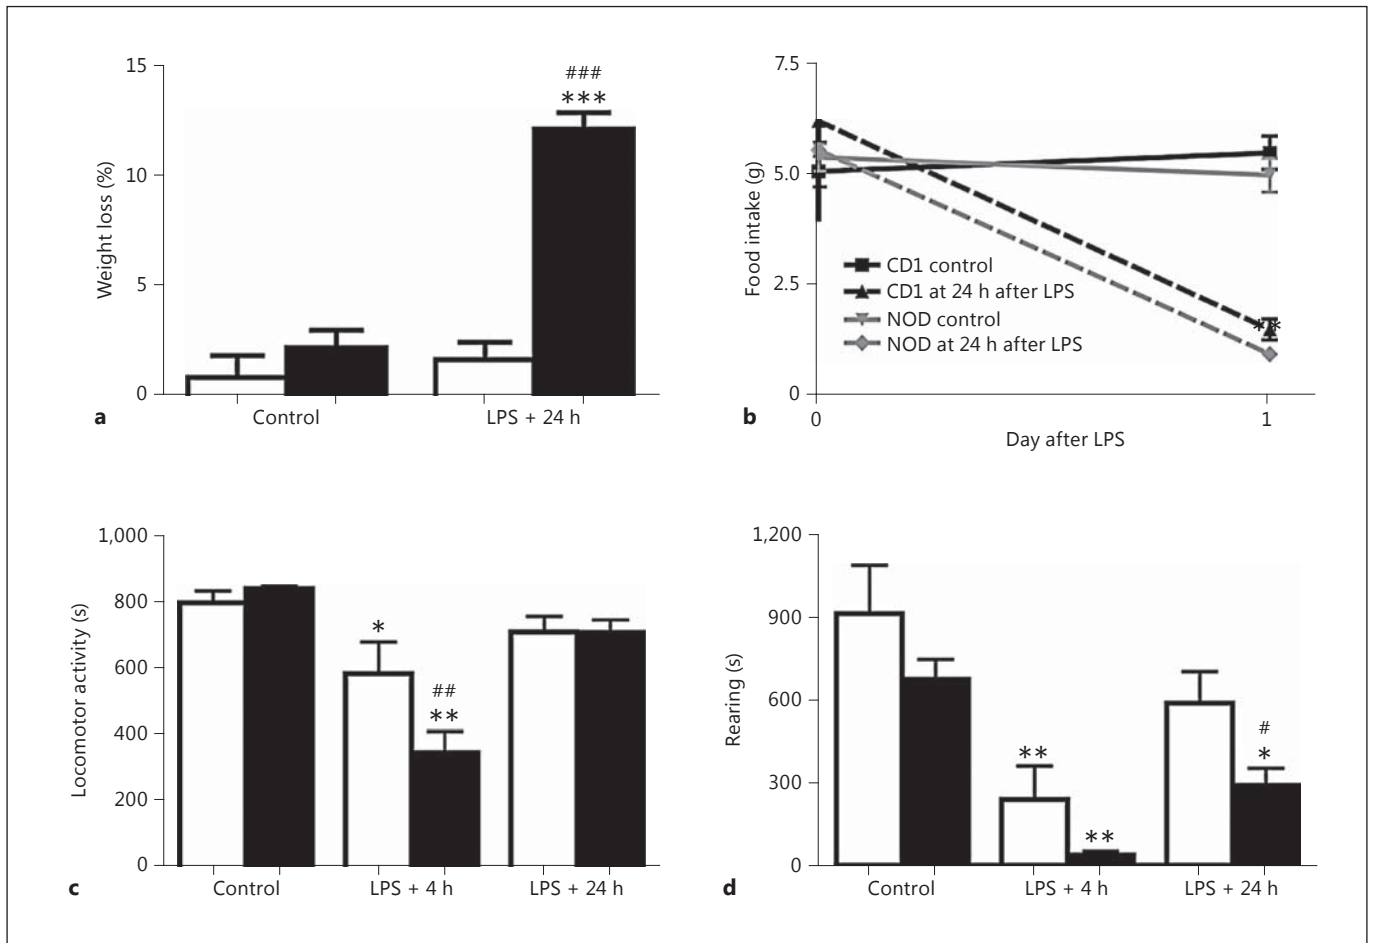 15
10
5
0
Weight loss (%)
###
***
Control
LPS + 24 h
a
7.5
5.0
2.5
0
Food intake (g)
CD1 control
CD1 at 24 h after LPS
NOD control
NOD at 24 h after LPS
**
0
1
Day after LPS
b
1,000
800
600
400
200
0
Locomotor activity (s)
*
##
**
Control
LPS + 4 h
LPS + 24 h
c
1,200
900
600
300
0
Rearing (s)
**
**
#
*
Control
LPS + 4 h
LPS + 24 h
d